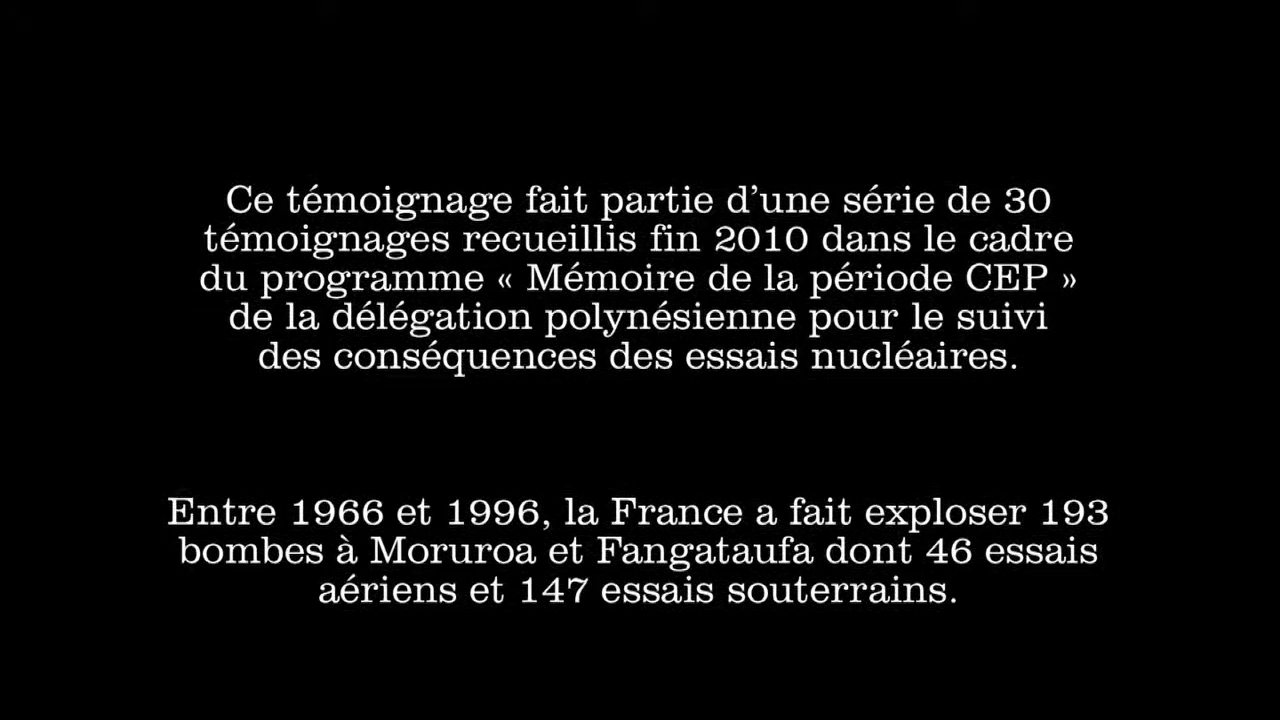 Ce témoignage fait partie d’une série de 30
témoignages recueillis fin 2010 dans le cadre
du programme « Mémoire de la période CEP »
de la délégation polynésienne pour le suivi
des conséquences des essais nucléaires.
Entre 1966 et 1996, la France a fait exploser 193
bombes à Moruroa et Fangataufa dont 46 essais
aériens et 147 essais souterrains.